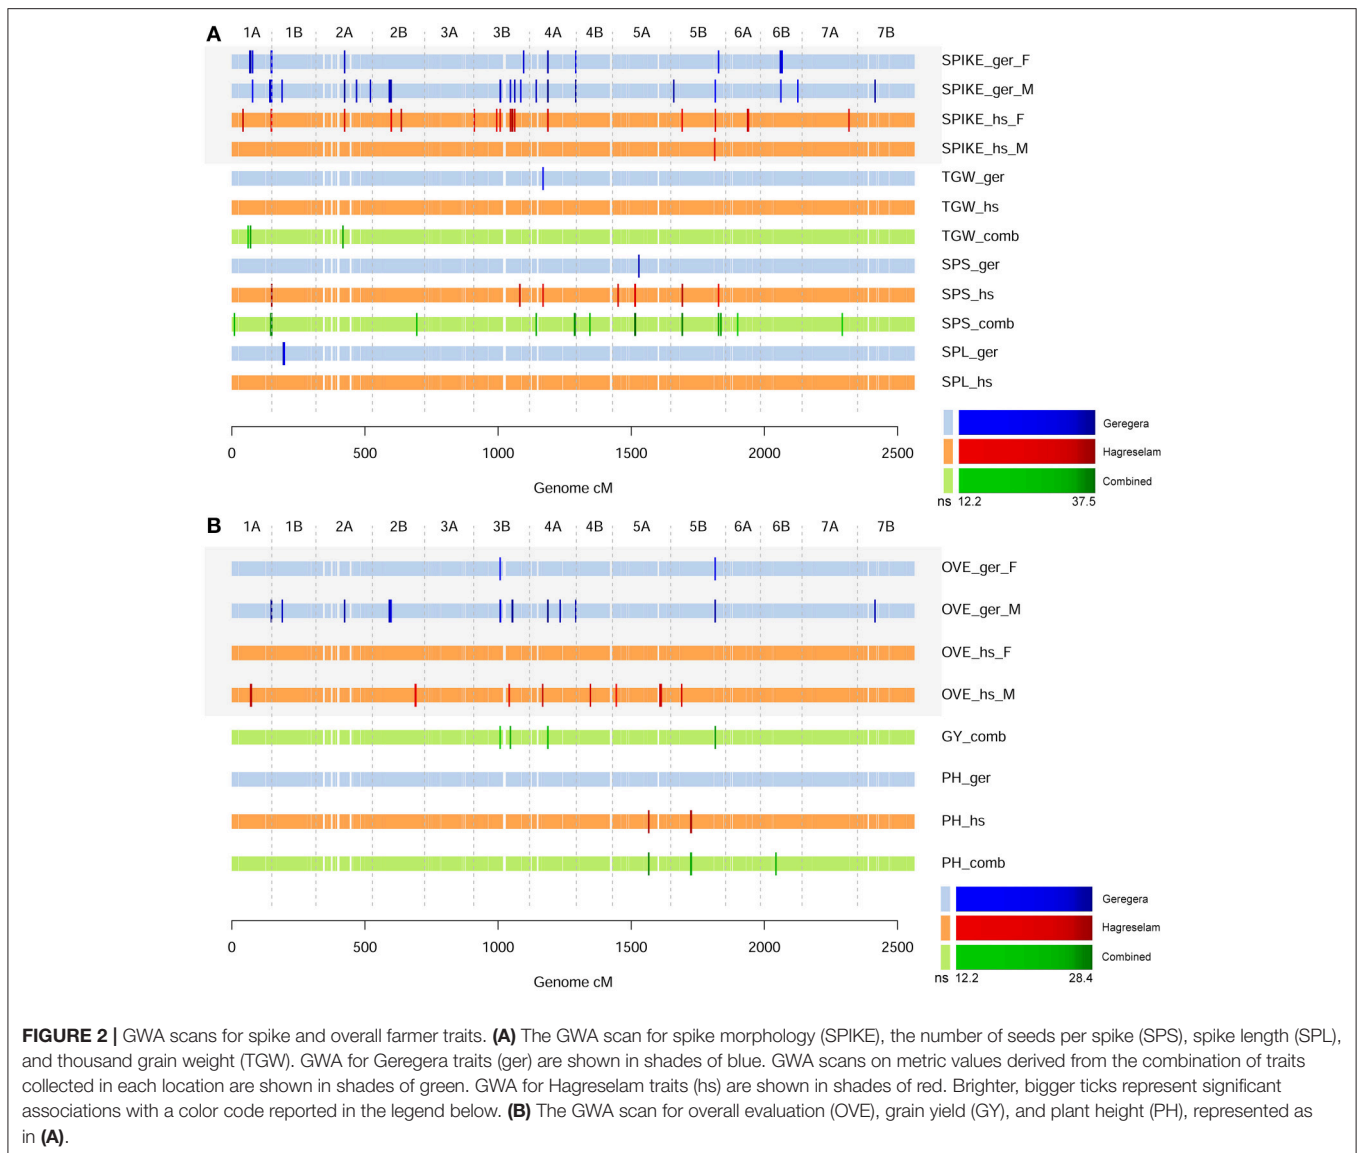 A
1A 1B 2A 2B 3A 3B 4A 4B 5A 5B 6A 6B 7A 7B
SPIKE_ger_F
SPIKE_ger_M
SPIKE_hs_F
SPIKE_hs_M
TGW_ger
TGW_hs
TGW_comb
SPS_ger
SPS_hs
SPS_comb
SPL_ger
SPL_hs
0 500 1000 1500 2000 2500
Genome cM
Geregera
Hagreselam
Combined
ns 12.2 37.5
B
1A 1B 2A 2B 3A 3B 4A 4B 5A 5B 6A 6B 7A 7B
OVE_ger_F
OVE_ger_M
OVE_hs_F
OVE_hs_M
GY_comb
PH_ger
PH_hs
PH_comb
0 500 1000 1500 2000 2500
Genome cM
Geregera
Hagreselam
Combined
ns 12.2 28.4
FIGURE 2 | GWA scans for spike and overall farmer traits. (A) The GWA scan for spike morphology (SPIKE), the number of seeds per spike (SPS), spike length (SPL),
and thousand grain weight (TGW). GWA for Geregera traits (ger) are shown in shades of blue. GWA scans on metric values derived from the combination of traits
collected in each location are shown in shades of green. GWA for Hagreselam traits (hs) are shown in shades of red. Brighter, bigger ticks represent significant
associations with a color code reported in the legend below. (B) The GWA scan for overall evaluation (OVE), grain yield (GY), and plant height (PH), represented as
in (A).